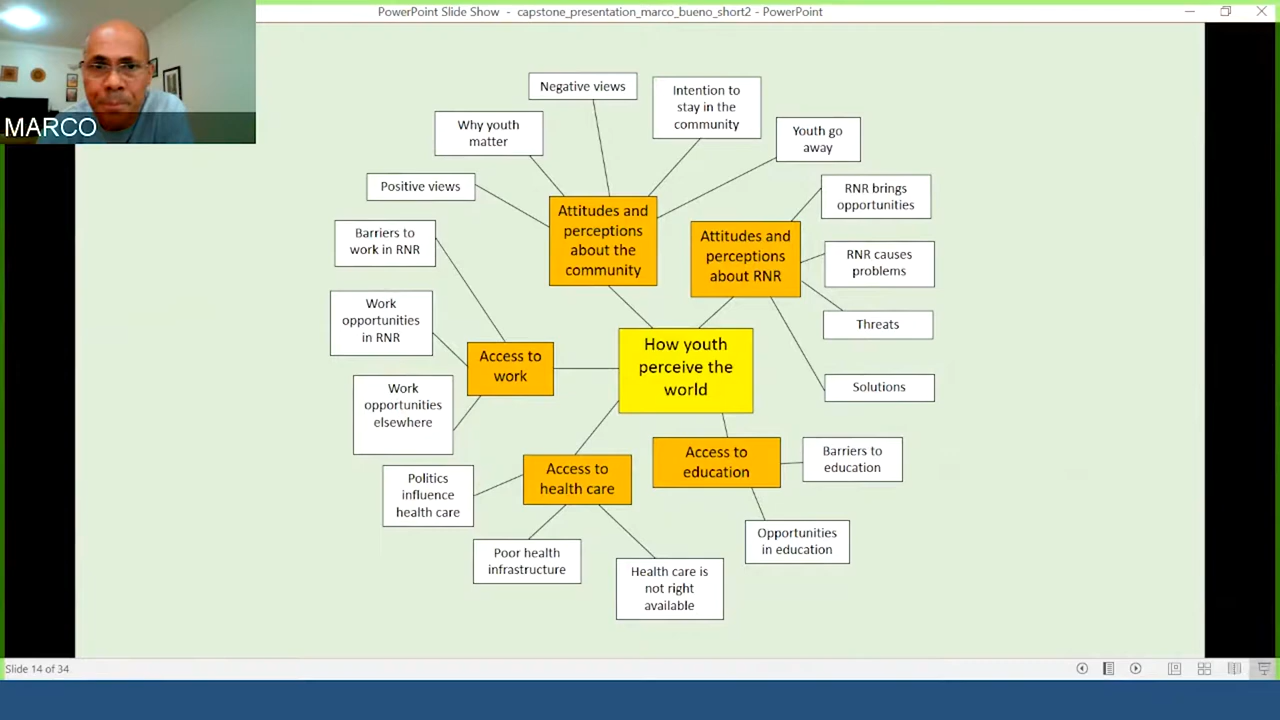 PowerPoint Slide Show - capstone_presentation_marco_bueno_short2 - PowerPoint
MARCO
Negative views
Intention to
stay in the
community
Why youth
matter
Youth go
away
Positive views
RNR brings
opportunities
Attitudes and
perceptions
about the
community
Attitudes and
perceptions
about RNR
Barriers to
work in RNR
RNR causes
problems
Work
opportunities
in RNR
Threats
How youth
perceive the
world
Access to
work
Solutions
Work
opportunities
elsewhere
Access to
education
Barriers to
education
Access to
health care
Politics
influence
health care
Opportunities
in education
Poor health
infrastructure
Health care is
not right
available
Slide 14 of 34